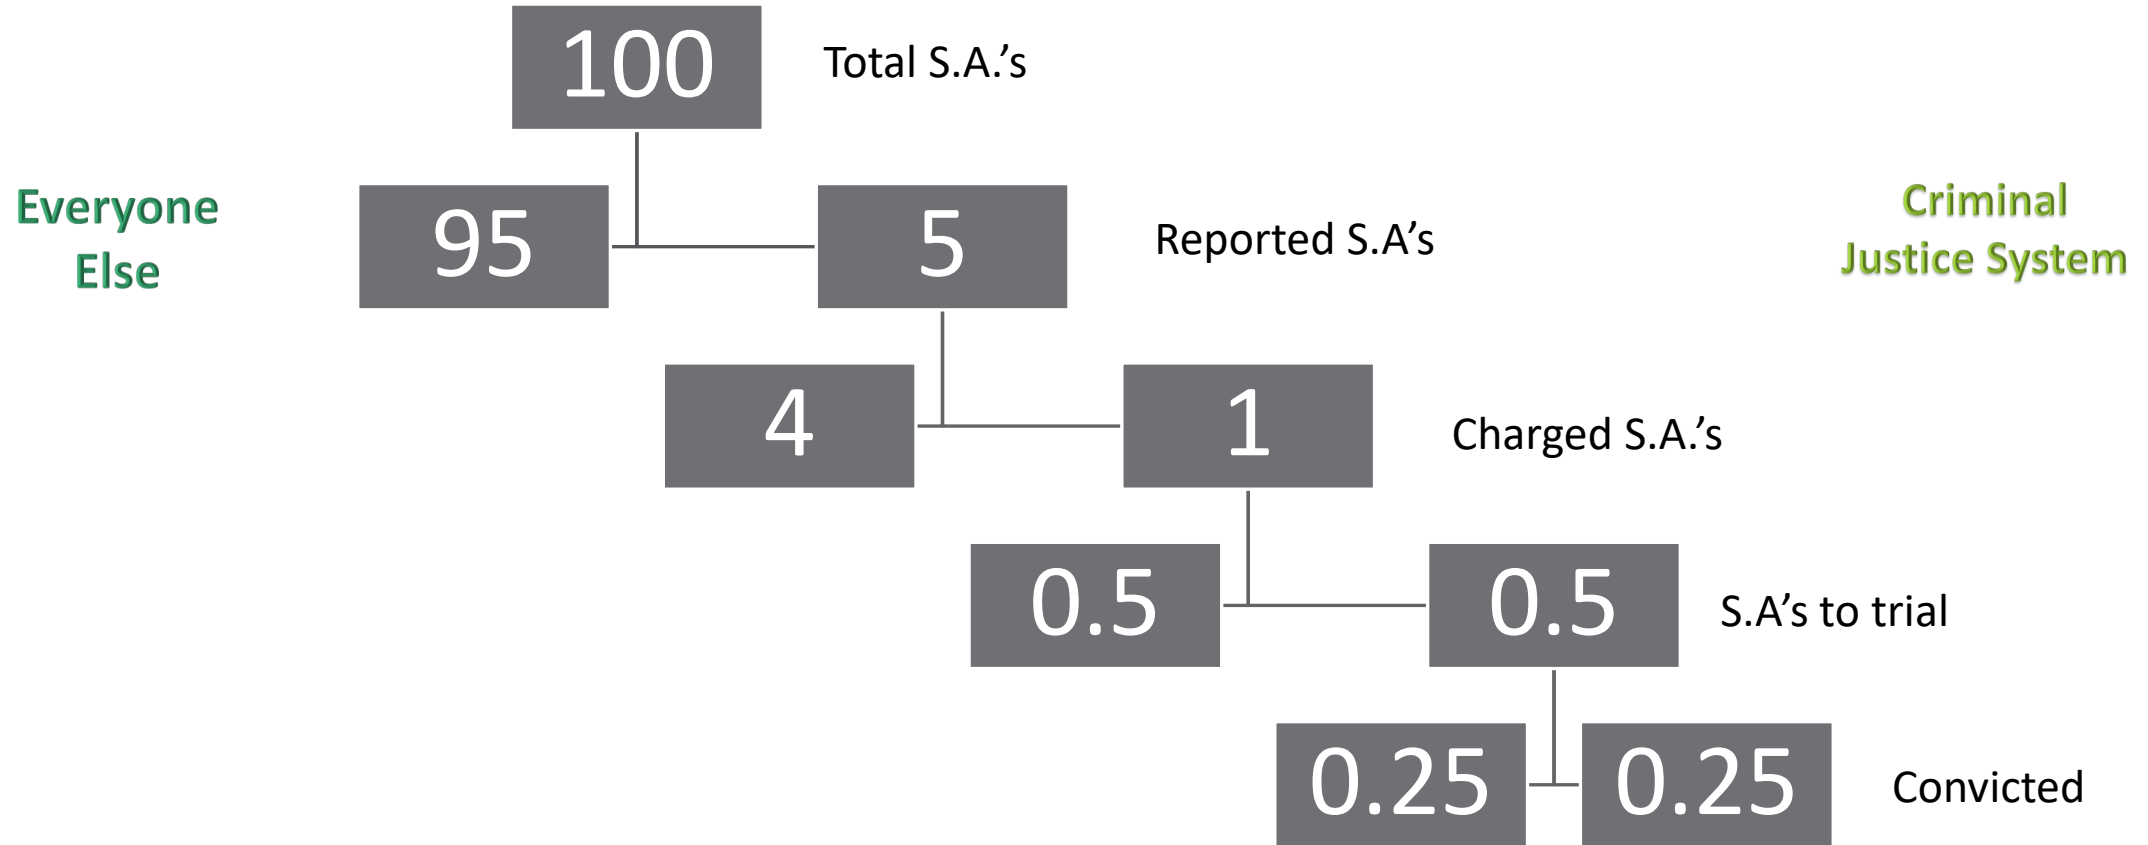 100
Total S.A.’s
Everyone
Else
95
5
Reported S.A’s
Criminal
Justice System
4
1
Charged S.A.’s
0.5
0.5
S.A’s to trial
0.25
0.25
Convicted